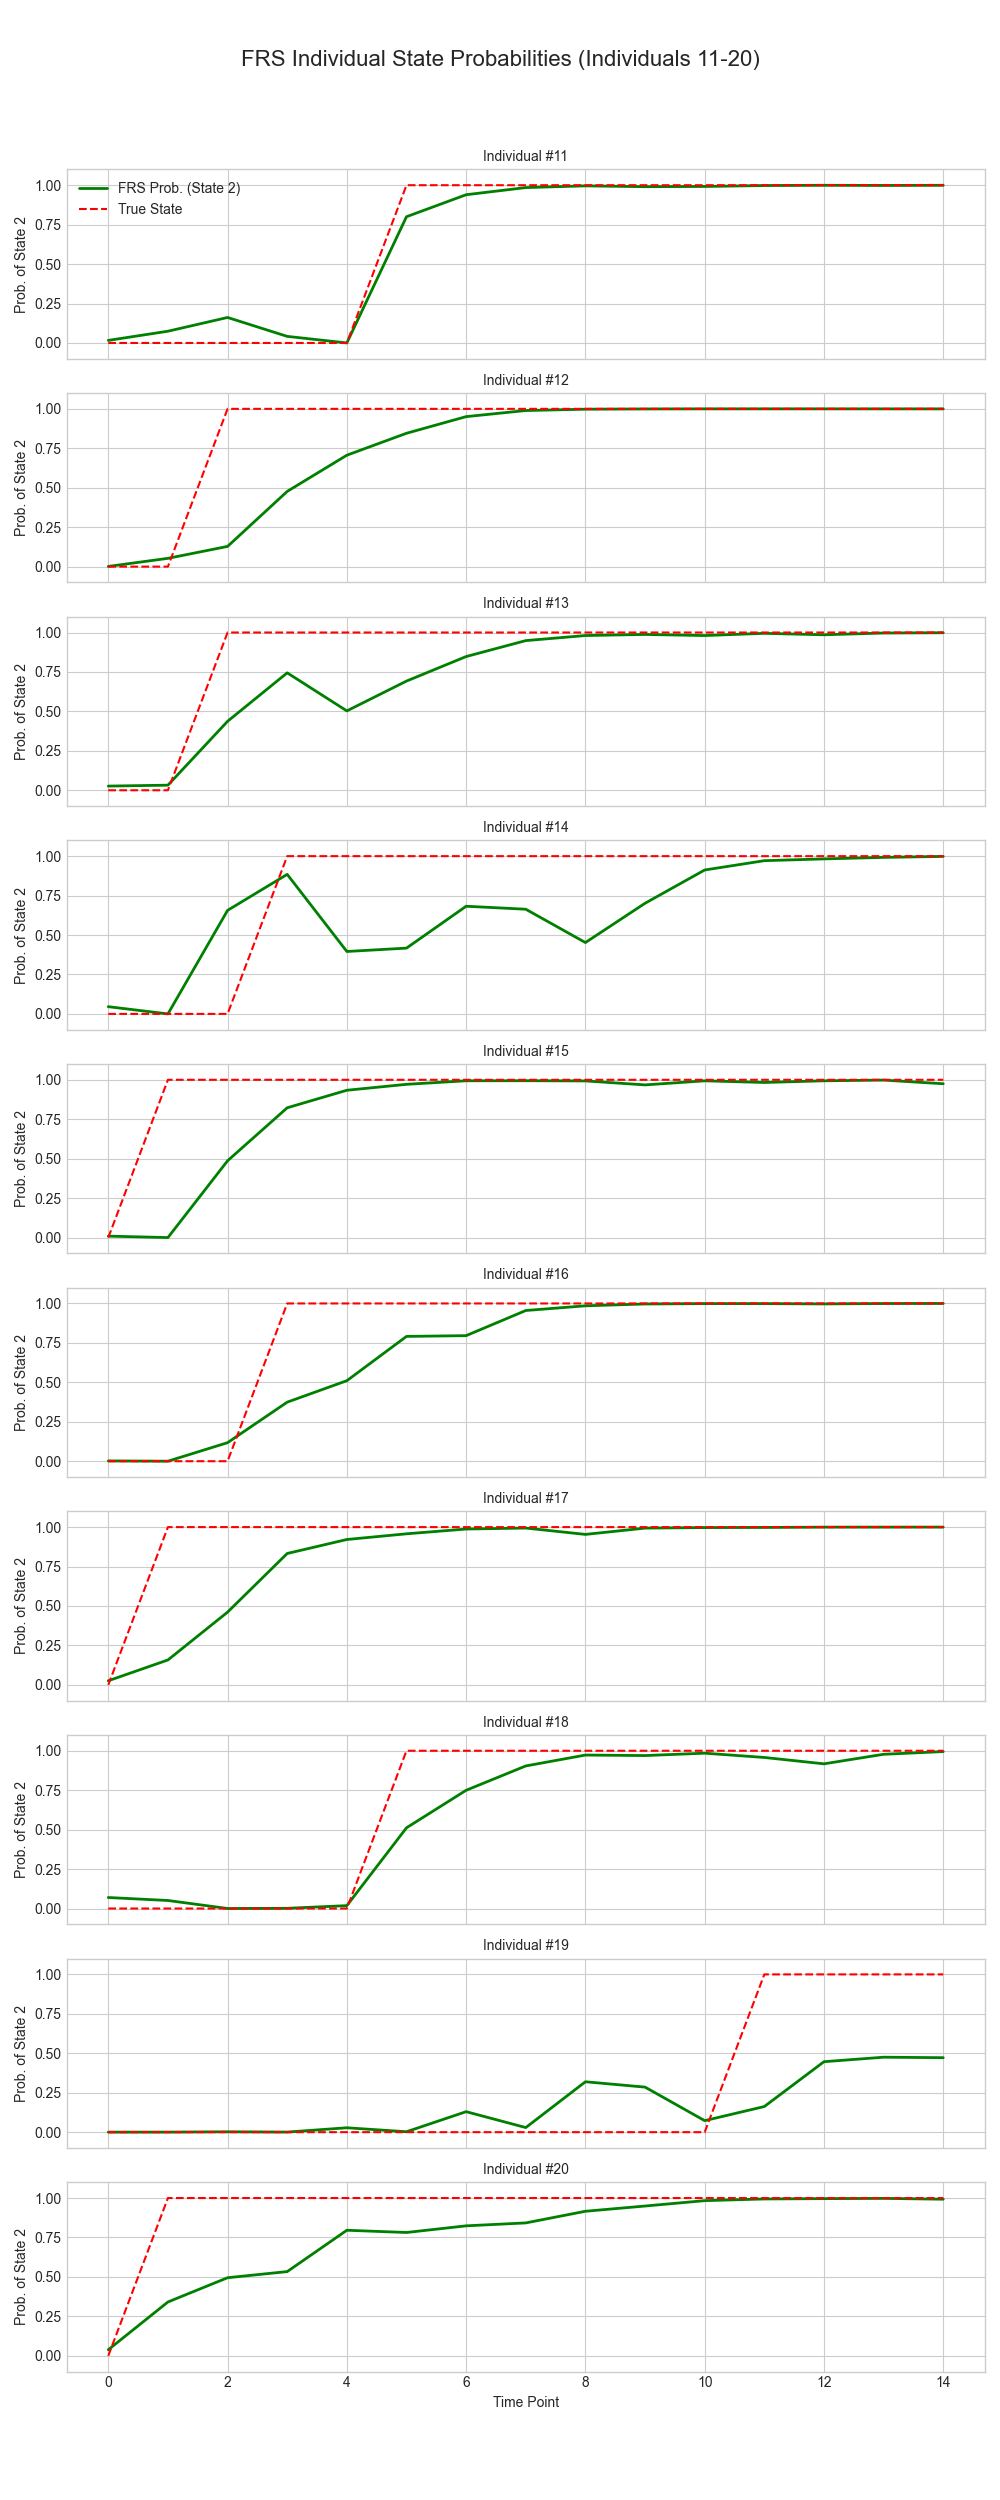 FRS Individual State Probabilities (Individuals 11-20)
Individual #11
FRS Prob. (State 2)
True State
Prob. of State 2
1.00
0.75
0.50
0.25
0.00
Individual #12
Prob. of State 2
1.00
0.75
0.50
0.25
0.00
Individual #13
Prob. of State 2
1.00
0.75
0.50
0.25
0.00
Individual #14
Prob. of State 2
1.00
0.75
0.50
0.25
0.00
Individual #15
Prob. of State 2
1.00
0.75
0.50
0.25
0.00
Individual #16
Prob. of State 2
1.00
0.75
0.50
0.25
0.00
Individual #17
Prob. of State 2
1.00
0.75
0.50
0.25
0.00
Individual #18
Prob. of State 2
1.00
0.75
0.50
0.25
0.00
Individual #19
Prob. of State 2
1.00
0.75
0.50
0.25
0.00
Individual #20
Prob. of State 2
1.00
0.75
0.50
0.25
0.00
0 2 4 6 8 10 12 14
Time Point